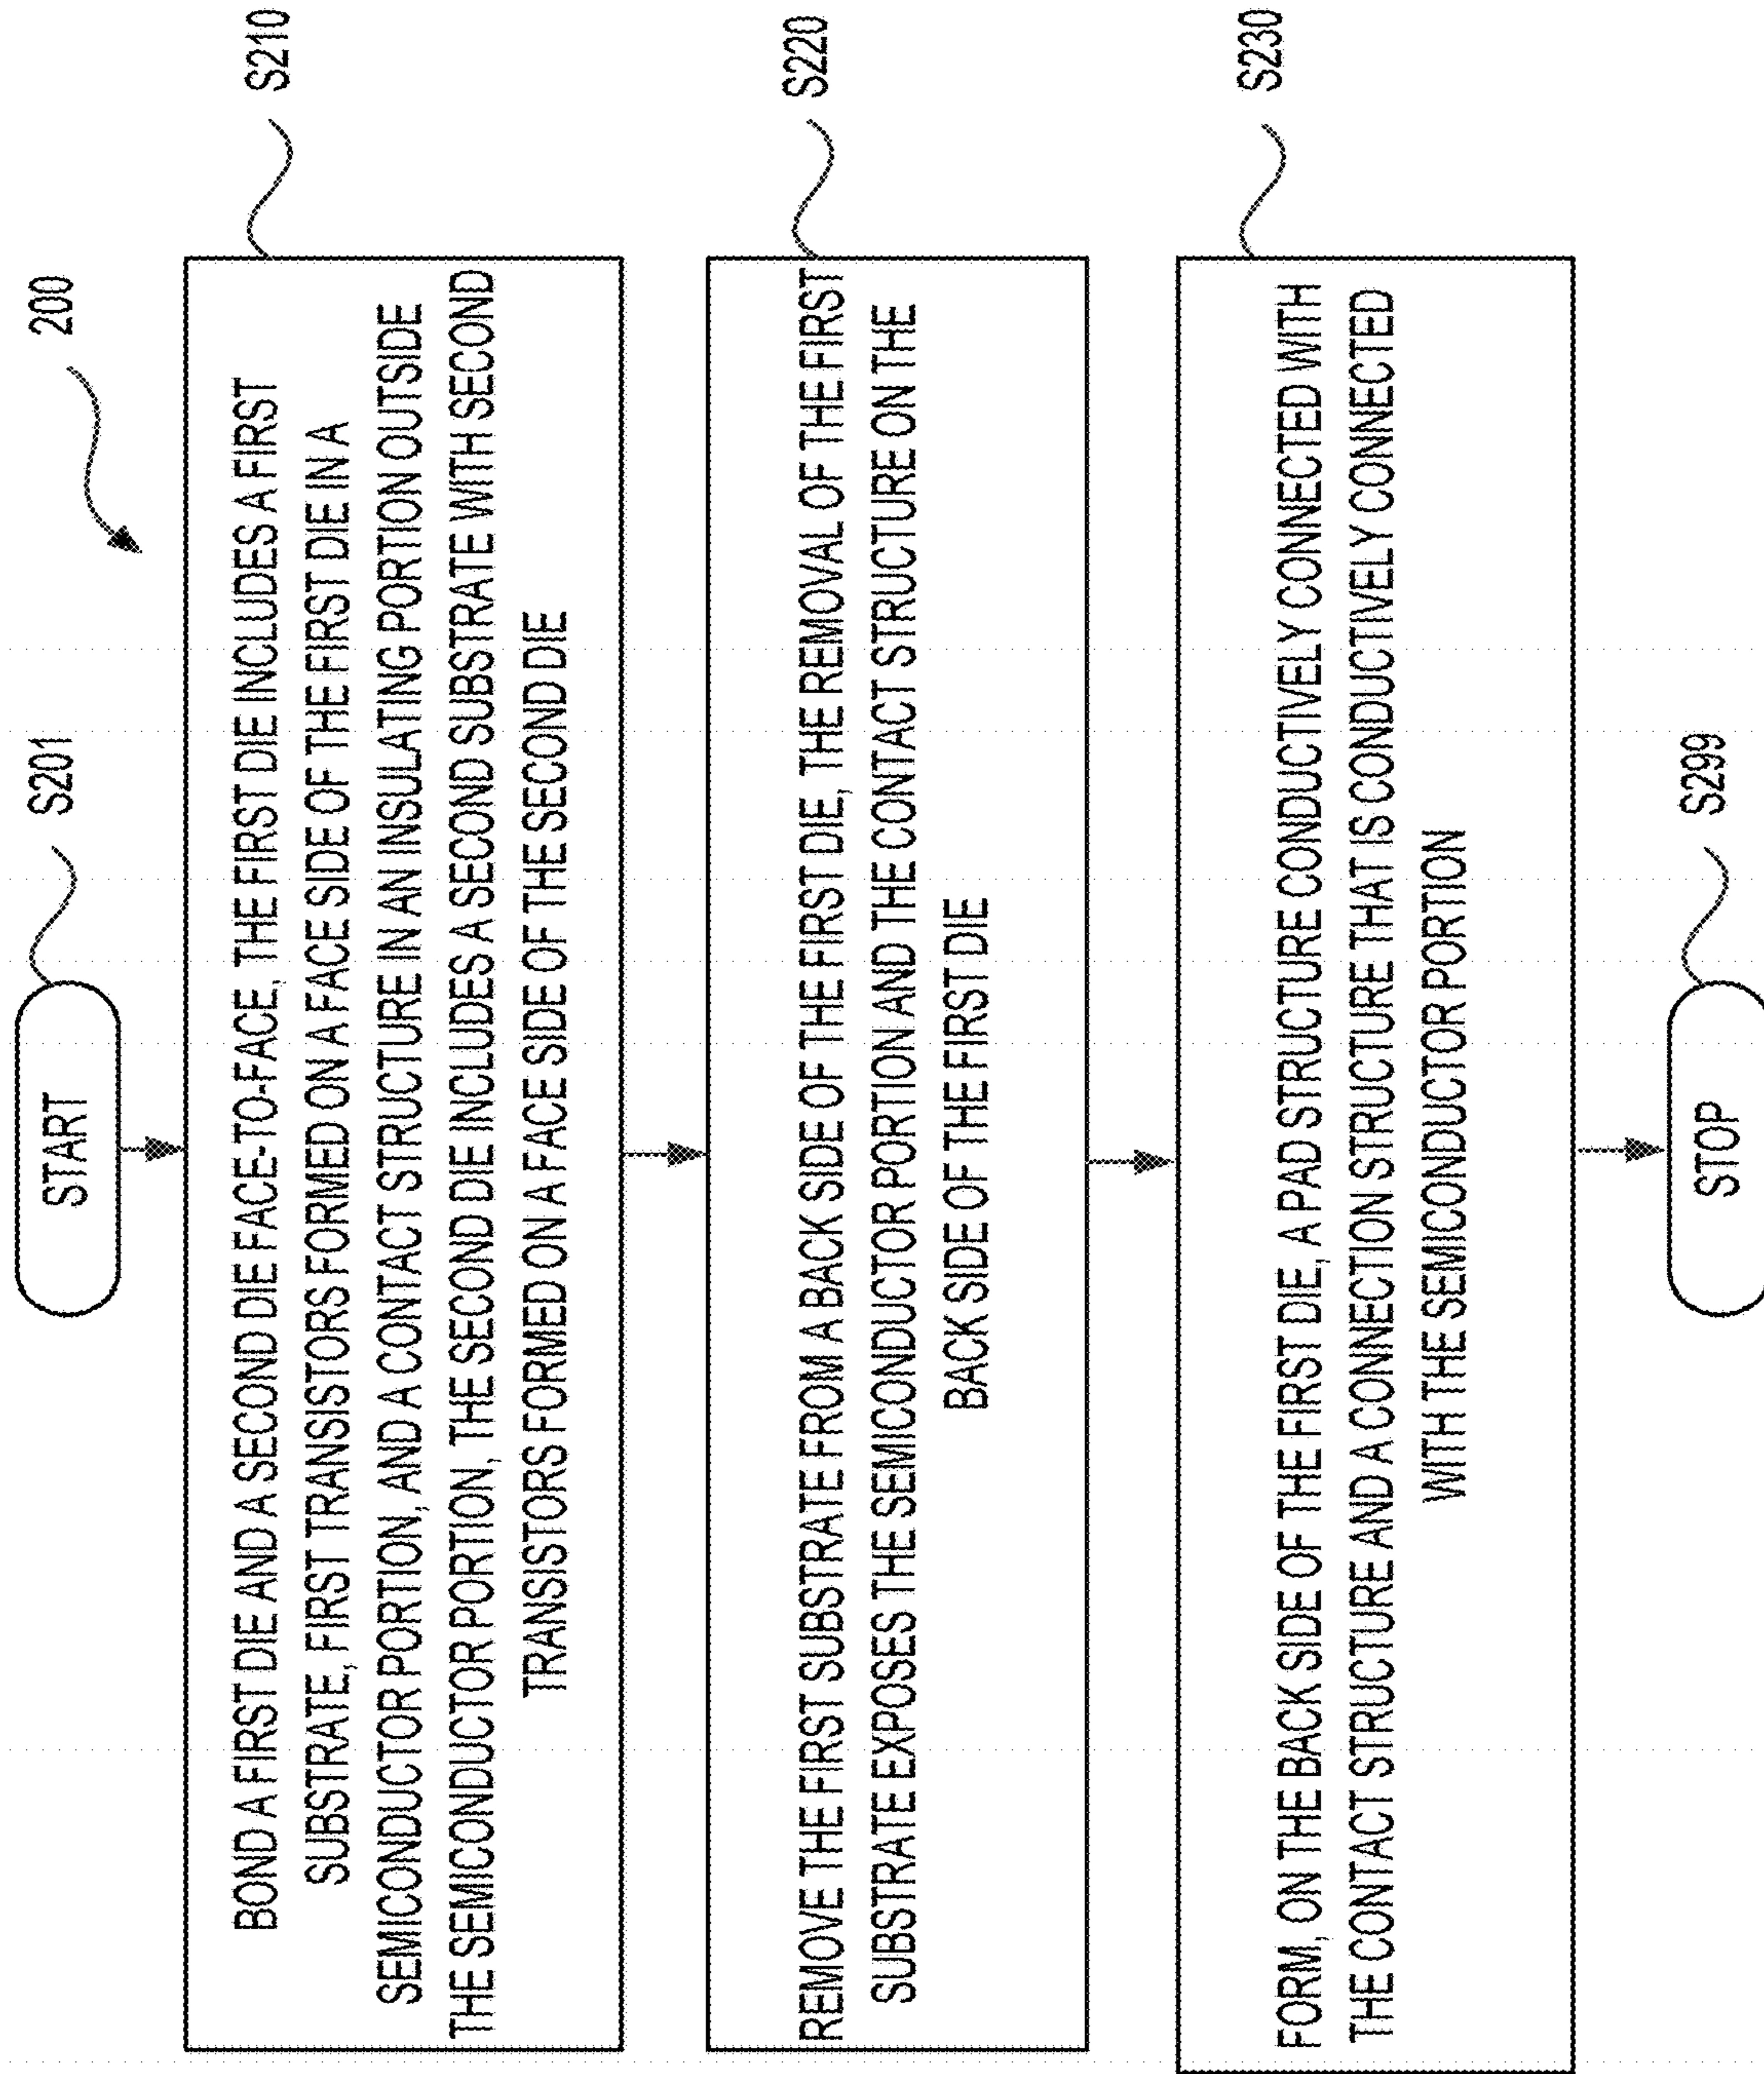 200
START
S201
BOND A FIRST DIE AND A SECOND DIE FACE-TO-FACE, THE FIRST DIE INCLUDES A FIRST
SUBSTRATE, FIRST TRANSISTORS FORMED ON A FACE SIDE OF THE FIRST DIE IN A
SEMICONDUCTOR PORTION, AND A CONTACT STRUCTURE IN AN INSULATING PORTION OUTSIDE
THE SEMICONDUCTOR PORTION, THE SECOND DIE INCLUDES A SECOND SUBSTRATE WITH SECOND
TRANSISTORS FORMED ON A FACE SIDE OF THE SECOND DIE
S210
REMOVE THE FIRST SUBSTRATE FROM A BACK SIDE OF THE FIRST DIE, THE REMOVAL OF THE FIRST
SUBSTRATE EXPOSES THE SEMICONDUCTOR PORTION AND THE CONTACT STRUCTURE ON THE
BACK SIDE OF THE FIRST DIE
S220
FORM, ON THE BACK SIDE OF THE FIRST DIE, A PAD STRUCTURE CONDUCTIVELY CONNECTED WITH
THE CONTACT STRUCTURE AND A CONNECTION STRUCTURE THAT IS CONDUCTIVELY CONNECTED
WITH THE SEMICONDUCTOR PORTION
S230
STOP
S299